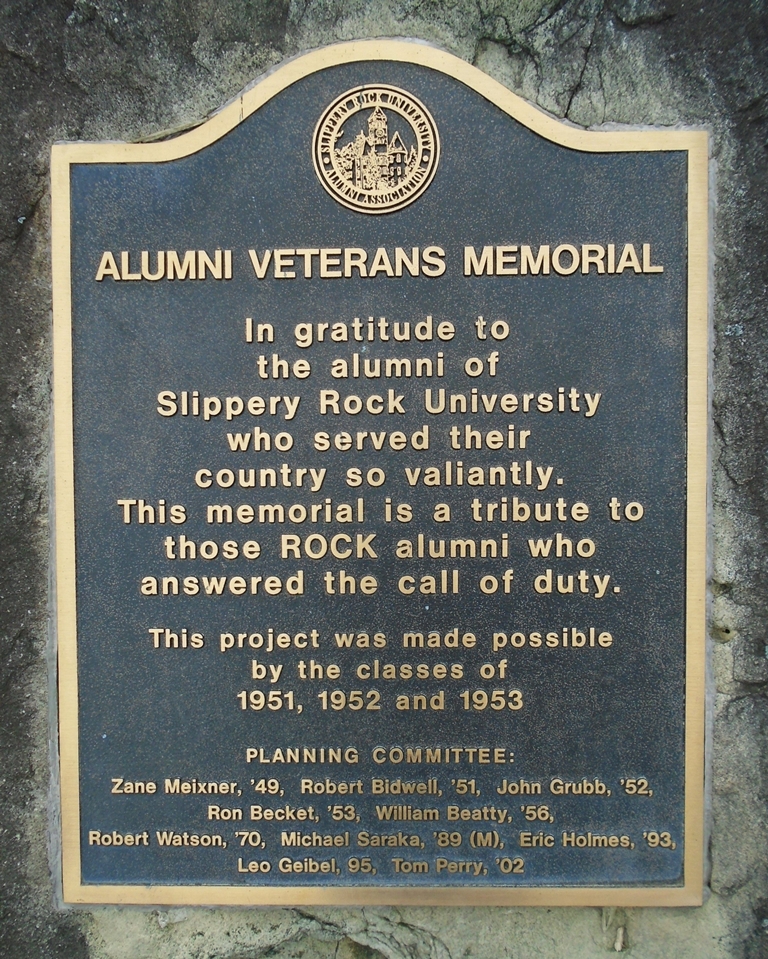 SLIPPERY ROCK UNIVERSITY
ALUMNI ASSOCIATION
ALUMNI VETERANS MEMORIAL
In gratitude to
the alumni of
Slippery Rock University
who served their
country so valiantly.
This memorial is a tribute to
those ROCK alumni who
answered the call of duty.
This project was made possible
by the classes of
1951, 1952 and 1953
PLANNING COMMITTEE:
Zane Meixner, '49, Robert Bidwell, '51, John Grubb, '52,
Ron Becket, '53, William Beatty, '56,
Robert Watson, '70, Michael Saraka, '89 (M), Eric Holmes, '93,
Leo Geibel, 95, Tom Perry, '02